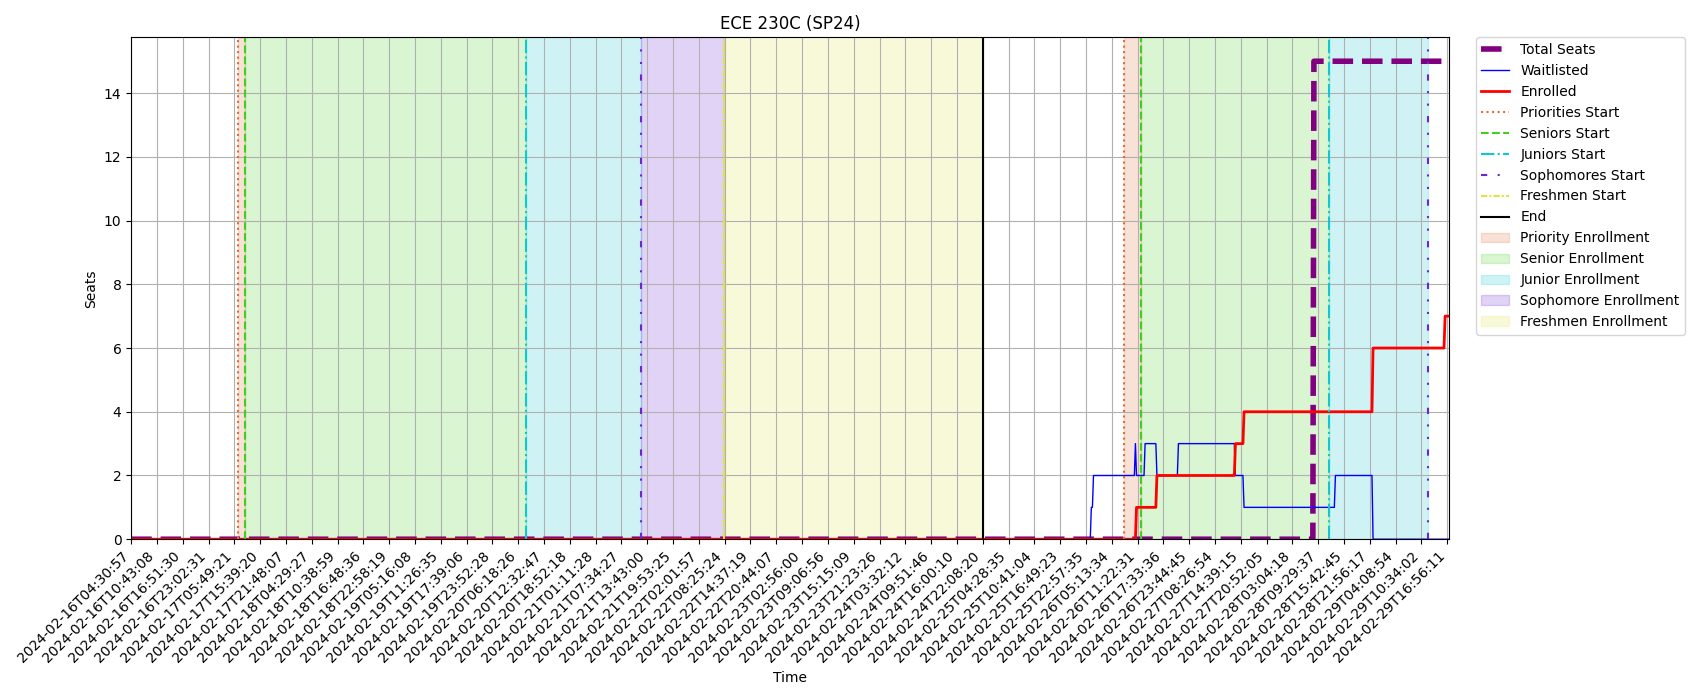 ECE 230C (SP24)
Seats
14
12
10
8
6
4
2
0
2024-02-16T04:30:57
2024-02-16T10:43:08
2024-02-16T16:51:30
2024-02-16T23:02:31
2024-02-17T05:49:21
2024-02-17T15:39:20
2024-02-17T21:48:07
2024-02-18T04:29:27
2024-02-18T10:38:59
2024-02-18T16:48:36
2024-02-18T22:58:19
2024-02-19T05:16:08
2024-02-19T11:26:35
2024-02-19T17:39:06
2024-02-19T23:52:28
2024-02-20T06:18:26
2024-02-20T12:32:47
2024-02-20T18:52:18
2024-02-21T01:11:28
2024-02-21T07:34:27
2024-02-21T13:43:00
2024-02-21T19:53:25
2024-02-22T02:01:57
2024-02-22T08:25:24
2024-02-22T14:37:19
2024-02-22T20:44:07
2024-02-23T02:56:00
2024-02-23T09:06:56
2024-02-23T15:15:09
2024-02-23T21:23:26
2024-02-24T03:32:12
2024-02-24T09:51:46
2024-02-24T16:00:10
2024-02-24T22:08:20
2024-02-25T04:28:35
2024-02-25T10:41:04
2024-02-25T16:49:23
2024-02-25T22:57:35
2024-02-26T05:13:34
2024-02-26T11:22:31
2024-02-26T17:33:36
2024-02-26T23:44:45
2024-02-27T08:26:54
2024-02-27T14:39:15
2024-02-27T20:52:05
2024-02-28T03:04:18
2024-02-28T09:29:37
2024-02-28T15:42:45
2024-02-28T21:56:17
2024-02-29T04:08:54
2024-02-29T10:34:02
2024-02-29T16:56:11
Time
Total Seats
Waitlisted
Enrolled
Priorities Start
Seniors Start
Juniors Start
Sophomores Start
Freshmen Start
End
Priority Enrollment
Senior Enrollment
Junior Enrollment
Sophomore Enrollment
Freshmen Enrollment